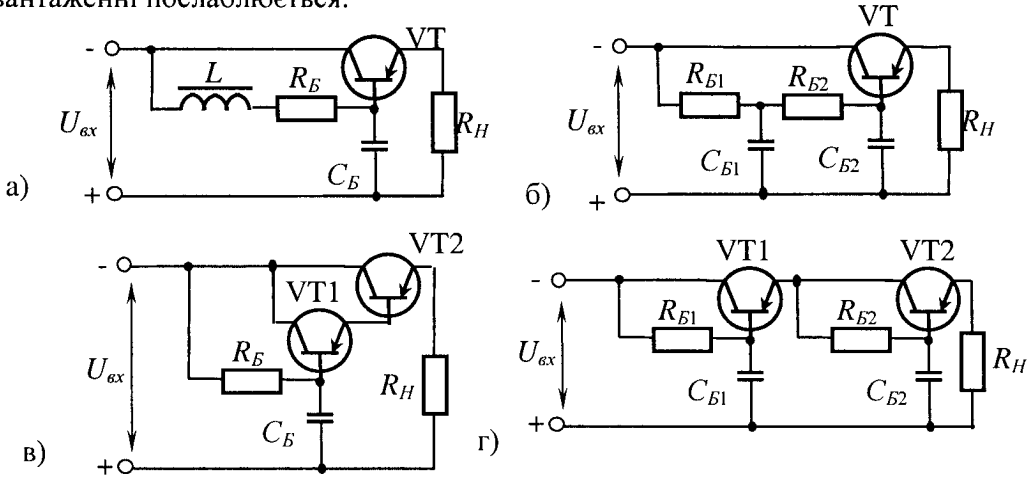 послаблюється.
VT
-
L
R_Б
U_вх
R_Н
C_Б
+
а)
VT
-
R_Б1
R_Б2
U_вх
R_Н
C_Б1
C_Б2
+
б)
VT2
-
VT1
R_Б
U_вх
R_Н
C_Б
+
в)
VT1
VT2
-
R_Б1
R_Б2
U_вх
R_Н
C_Б1
C_Б2
+
г)